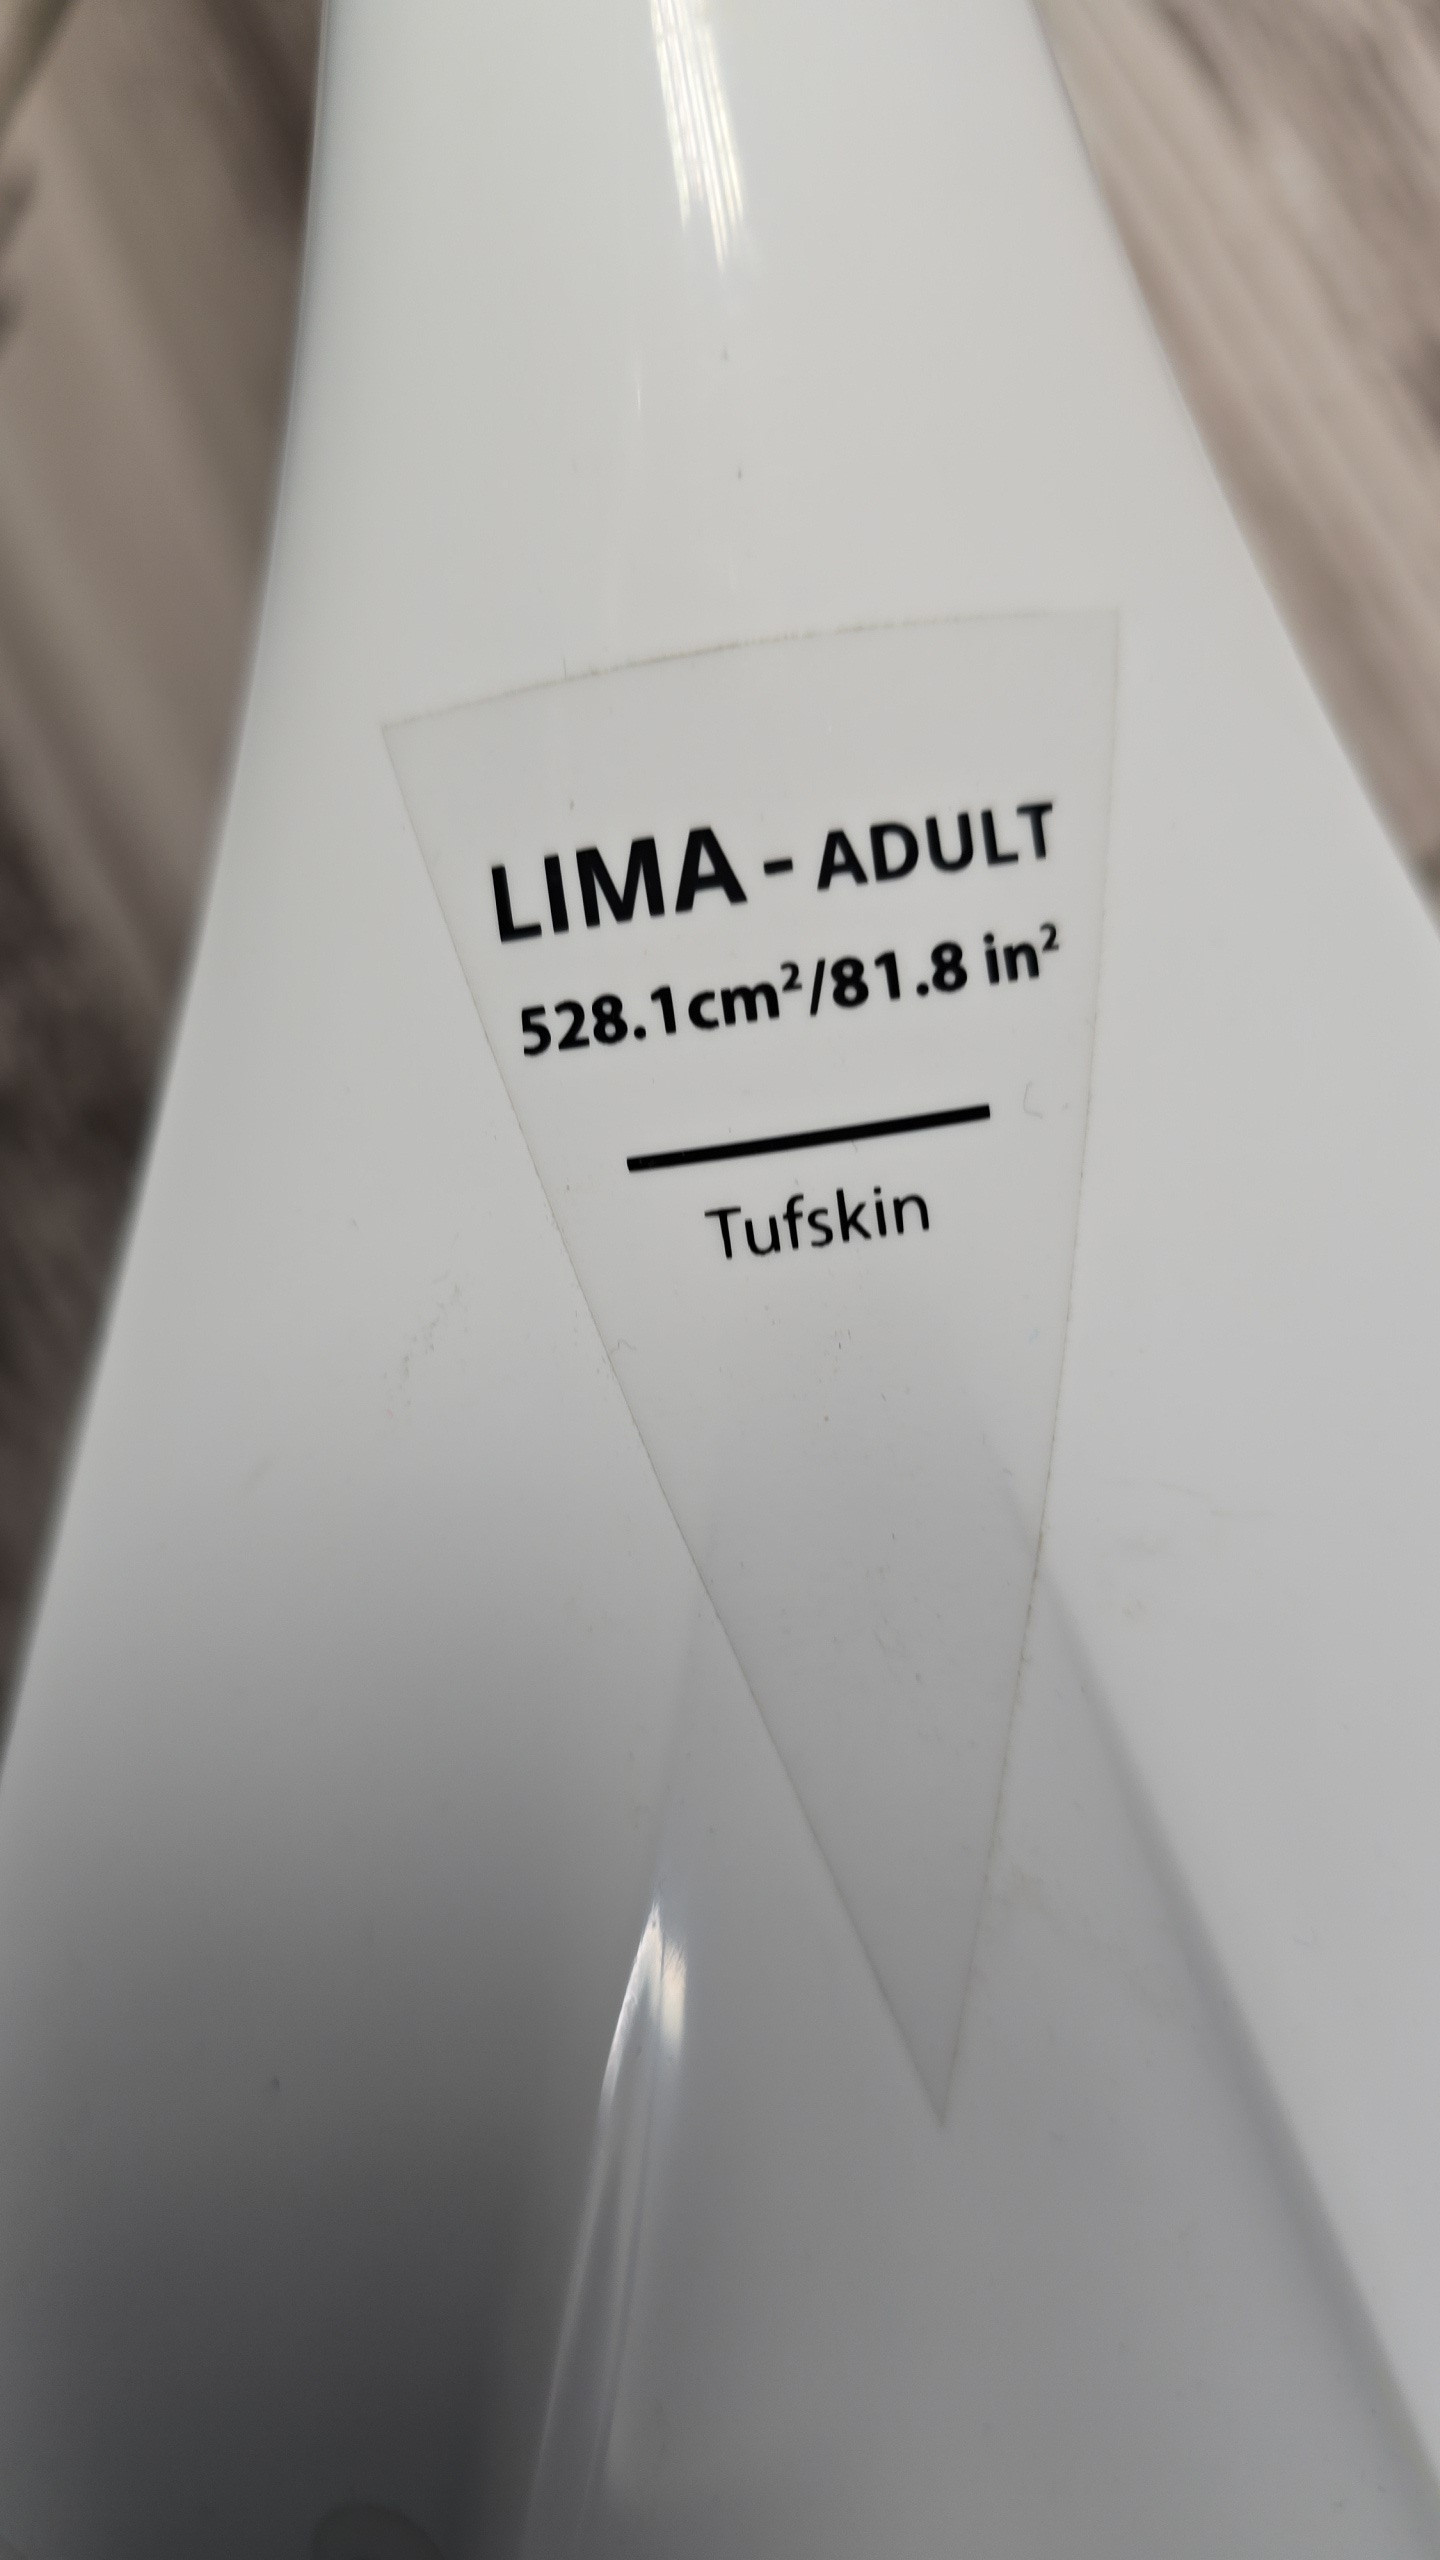 LIMA - ADULT
528.1cm²/81.8 in²
Tufskin